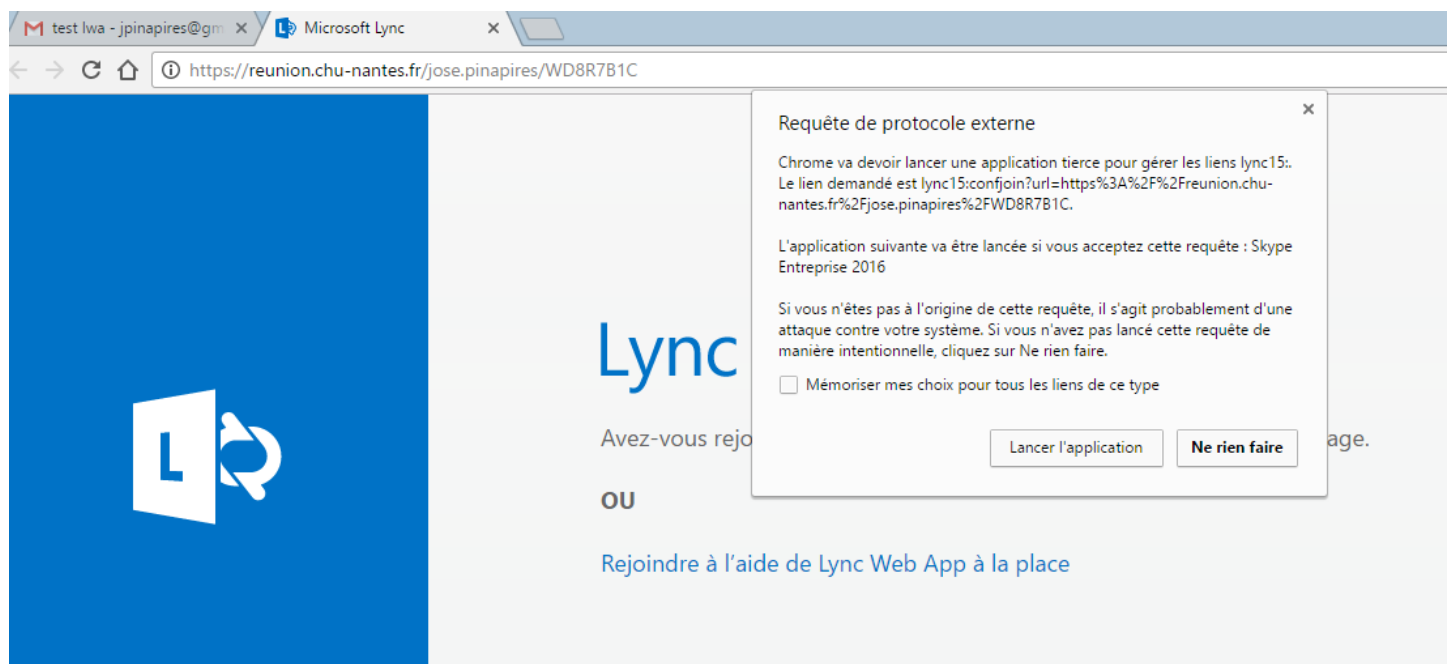 test lwa - jpinapires@gm
Microsoft Lync
https://reunion.chu-nantes.fr/jose.pinapires/WD8R7B1C
Requête de protocole externe
Chrome va devoir lancer une application tierce pour gérer les liens lync15:.
Le lien demandé est lync15:confjoin?url=https%3A%2F%2Freunion.chu-
nantes.fr%2Fjose.pinapires%2FWD8R7B1C.
L'application suivante va être lancée si vous acceptez cette requête : Skype
Entreprise 2016
Si vous n'êtes pas à l'origine de cette requête, il s'agit probablement d'une
attaque contre votre système. Si vous n'avez pas lancé cette requête de
manière intentionnelle, cliquez sur Ne rien faire.
Mémoriser mes choix pour tous les liens de ce type
Lancer l'application
Ne rien faire
L
Lync
Avez-vous rejo
age.
OU
Rejoindre à l’aide de Lync Web App à la place